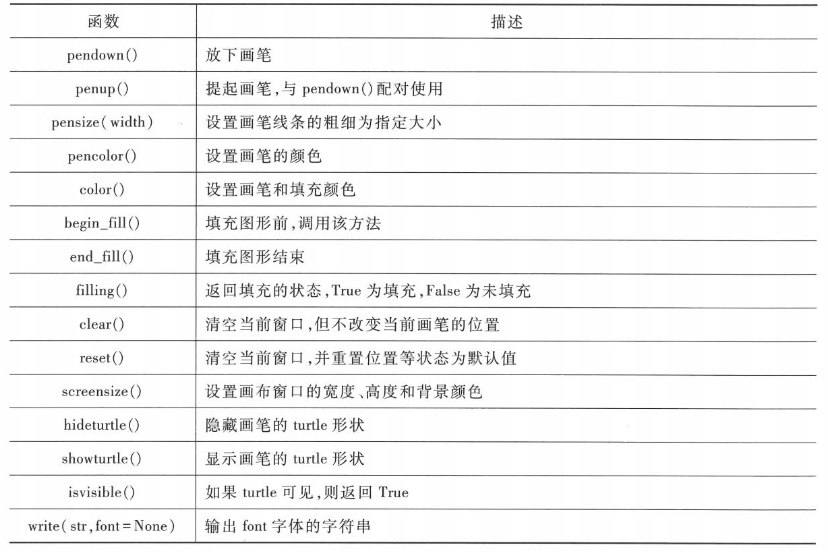 函数 描述
pendown() 放下画笔
penup() 提起画笔,与 pendown()配对使用
pensize(width) 设置画笔线条的粗细为指定大小
pencolor() 设置画笔的颜色
color() 设置画笔和填充颜色
begin_fill() 填充图形前,调用该方法
end_fill() 填充图形结束
filling() 返回填充的状态,True 为填充,False 为未填充
clear() 清空当前窗口,但不改变当前画笔的位置
reset() 清空当前窗口,并重置位置等状态为默认值
screensize() 设置画布窗口的宽度、高度和背景颜色
hideturtle() 隐藏画笔的 turtle 形状
showturtle() 显示画笔的 turtle 形状
isvisible() 如果 turtle 可见,则返回 True
write(str,font=None) 输出 font 字体的字符串